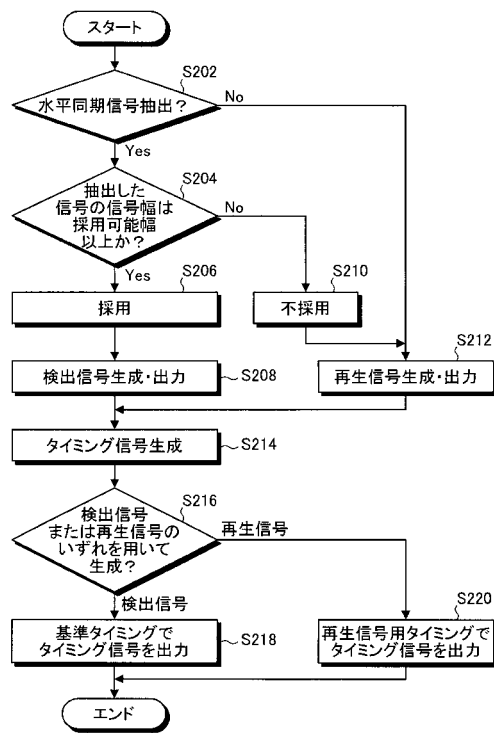 スタート
S202
水平同期信号抽出？
No
Yes
S204
抽出した
信号の信号幅は
採用可能幅
以上か？
No
Yes
S206
採用
S210
不採用
S212
検出信号生成・出力
S208
再生信号生成・出力
タイミング信号生成
S214
S216
検出信号
または再生信号の
いずれを用いて
生成？
再生信号
検出信号
S220
基準タイミングで
タイミング信号を出力
S218
再生信号用タイミングで
タイミング信号を出力
エンド